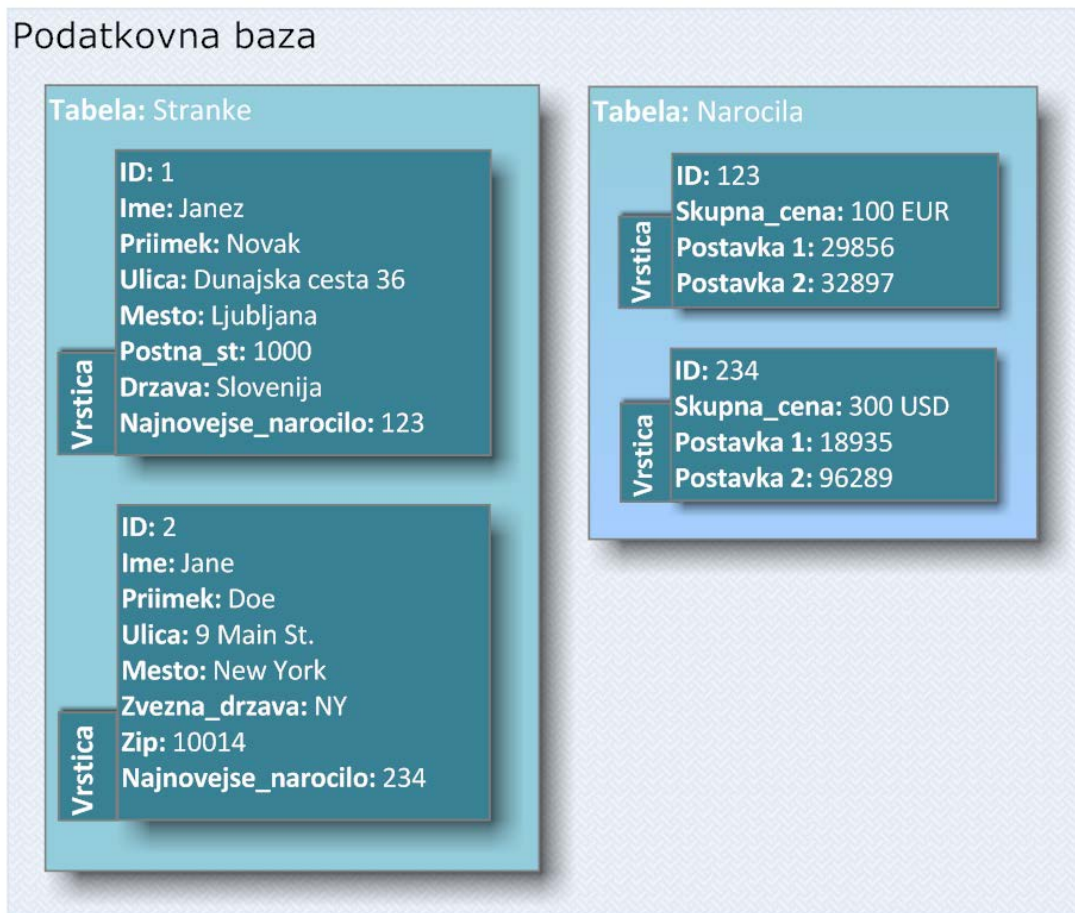 Podatkovna baza
Tabela: Stranke
Vrstica
ID: 1
Ime: Janez
Priimek: Novak
Ulica: Dunajska cesta 36
Mesto: Ljubljana
Postna_st: 1000
Drzava: Slovenija
Najnovejse_narocilo: 123
Vrstica
ID: 2
Ime: Jane
Priimek: Doe
Ulica: 9 Main St.
Mesto: New York
Zvezna_drzava: NY
Zip: 10014
Najnovejse_narocilo: 234
Tabela: Narocila
Vrstica
ID: 123
Skupna_cena: 100 EUR
Postavka 1: 29856
Postavka 2: 32897
Vrstica
ID: 234
Skupna_cena: 300 USD
Postavka 1: 18935
Postavka 2: 96289